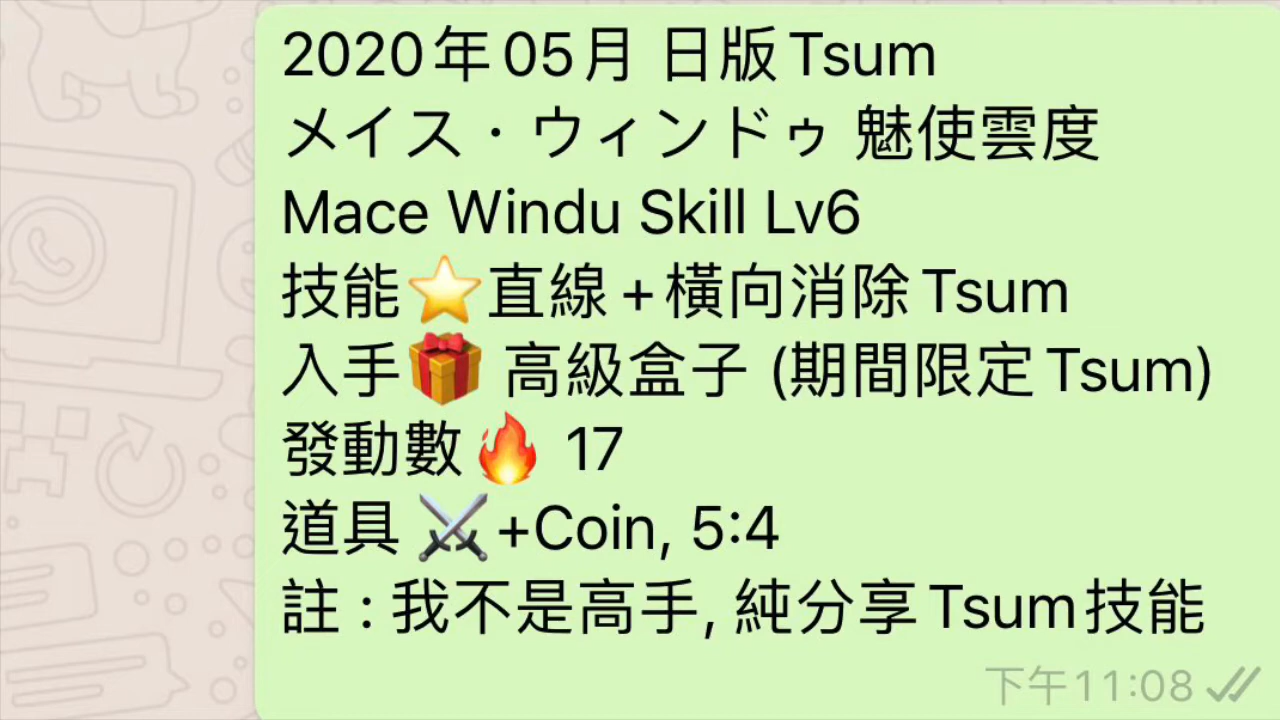 2020年05月 日版Tsum
メイス・ウィンドゥ 魅使雲度
Mace Windu Skill Lv6
技能⭐直線+橫向消除Tsum
入手🎁 高級盒子 (期間限定Tsum)
發動數🔥 17
道具 ⚔️+Coin, 5:4
註 : 我不是高手, 純分享Tsum技能
下午11:08